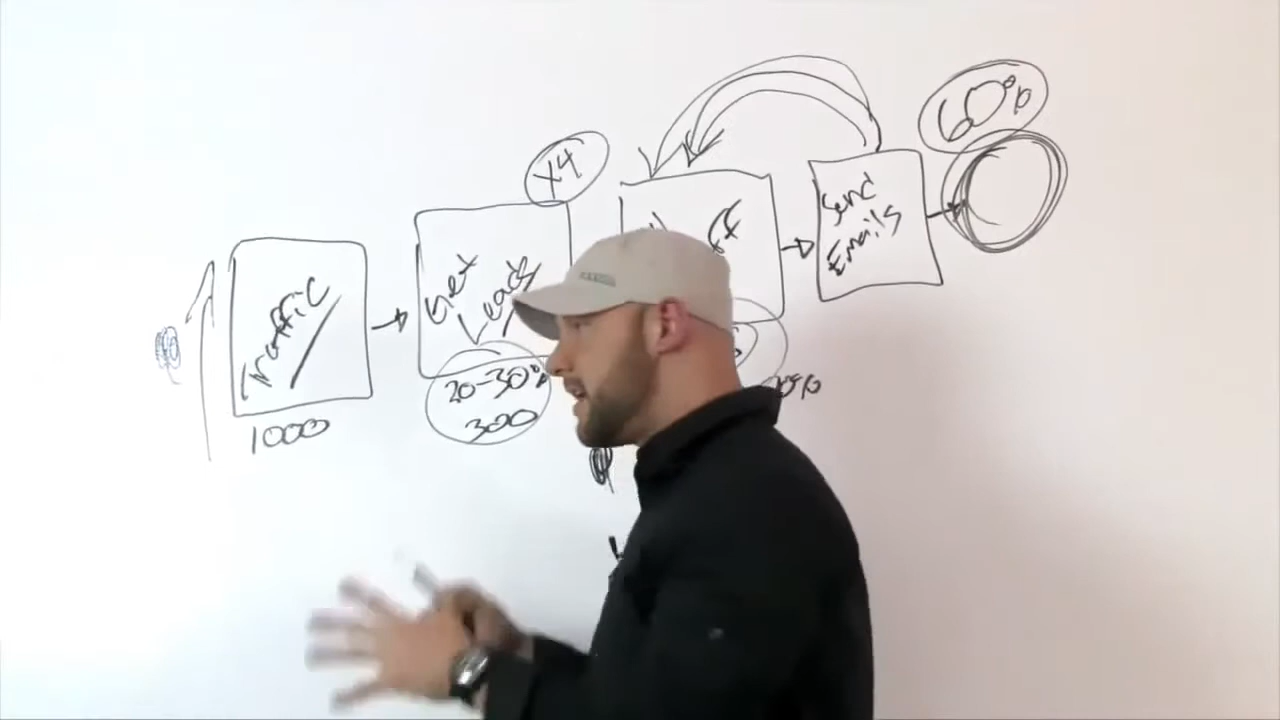 60%
X4
Send
Emails
Get
Leads
Traffic
20-30%
300
1000